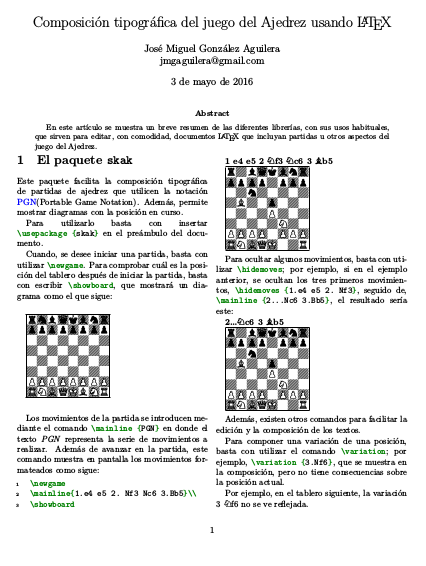 Composición tipográfica del juego del Ajedrez usando LATEX
José Miguel González Aguilera
jmgaguilera@gmail.com
3 de mayo de 2016
Abstract
En este artículo se muestra un breve resumen de las diferentes librerías, con sus usos habituales,
que sirven para editar, con comodidad, documentos LATEX que incluyan partidas u otros aspectos del
juego del Ajedrez.
1 El paquete skak
Este paquete facilita la composición tipográfica
de partidas de ajedrez que utilicen la notación
PGN(Portable Game Notation). Además, permite
mostrar diagramas con la posición en curso.
Para utilizarlo basta con insertar
\usepackage {skak} en el preámbulo del docu-
mento.
Cuando, se desee iniciar una partida, basta con
utilizar \newgame. Para comprobar cuál es la posi-
ción del tablero después de iniciar la partida, basta
con escribir \showboard, que mostrará un dia-
grama como el que sigue:
Los movimientos de la partida se introducen me-
diante el comando \mainline {PGN} en donde el
texto PGN representa la serie de movimientos a
realizar. Además de avanzar en la partida, este
comando muestra en pantalla los movimientos for-
mateados como sigue:
1 \newgame
2 \mainline{1.e4 e5 2. Nf3 Nc6 3.Bb5}\\
3 \showboard
1 e4 e5 2 ♘f3 ♘c6 3 ♗b5
Para ocultar algunos movimientos, basta con uti-
lizar \hidemoves; por ejemplo, si en el ejemplo
anterior, se ocultan los tres primeros movimien-
tos, \hidemoves {1.e4 e5 2. Nf3}, seguido de,
\mainline {2...Nc6 3.Bb5}, el resultado sería
este:
2...♘c6 3 ♗b5
Además, existen otros comandos para facilitar la
edición y la composición de los textos.
Para componer una variación de una posición,
basta con utilizar el comando \variation; por
ejemplo, \variation {3.Nf6}, que se muestra en
la composición, pero no tiene consecuencias sobre
la posición actual.
Por ejemplo, en el tablero siguiente, la variación
3 ♘f6 no se ve reflejada.
1